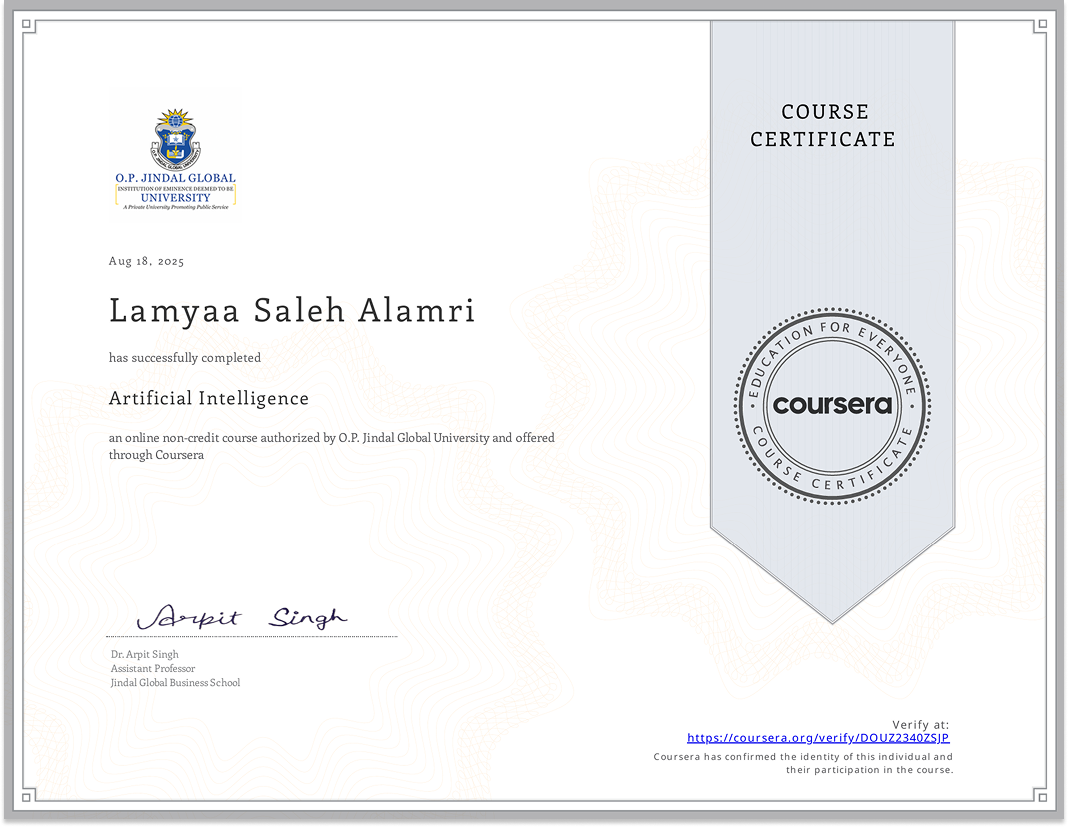 COURSE
CERTIFICATE
O.P. JINDAL GLOBAL UNIVERSITY
O.P. JINDAL GLOBAL
INSTITUTION OF EMINENCE DEEMED TO BE
UNIVERSITY
A Private University Promoting Public Service
Aug 18, 2025
Lamyaa Saleh Alamri
has successfully completed
Artificial Intelligence
an online non-credit course authorized by O.P. Jindal Global University and offered
through Coursera
EDUCATION FOR EVERYONE
coursera
COURSE CERTIFICATE
Arpit Singh
Dr. Arpit Singh
Assistant Professor
Jindal Global Business School
Verify at:
https://coursera.org/verify/DOUZ2340ZSJP
Coursera has confirmed the identity of this individual and
their participation in the course.